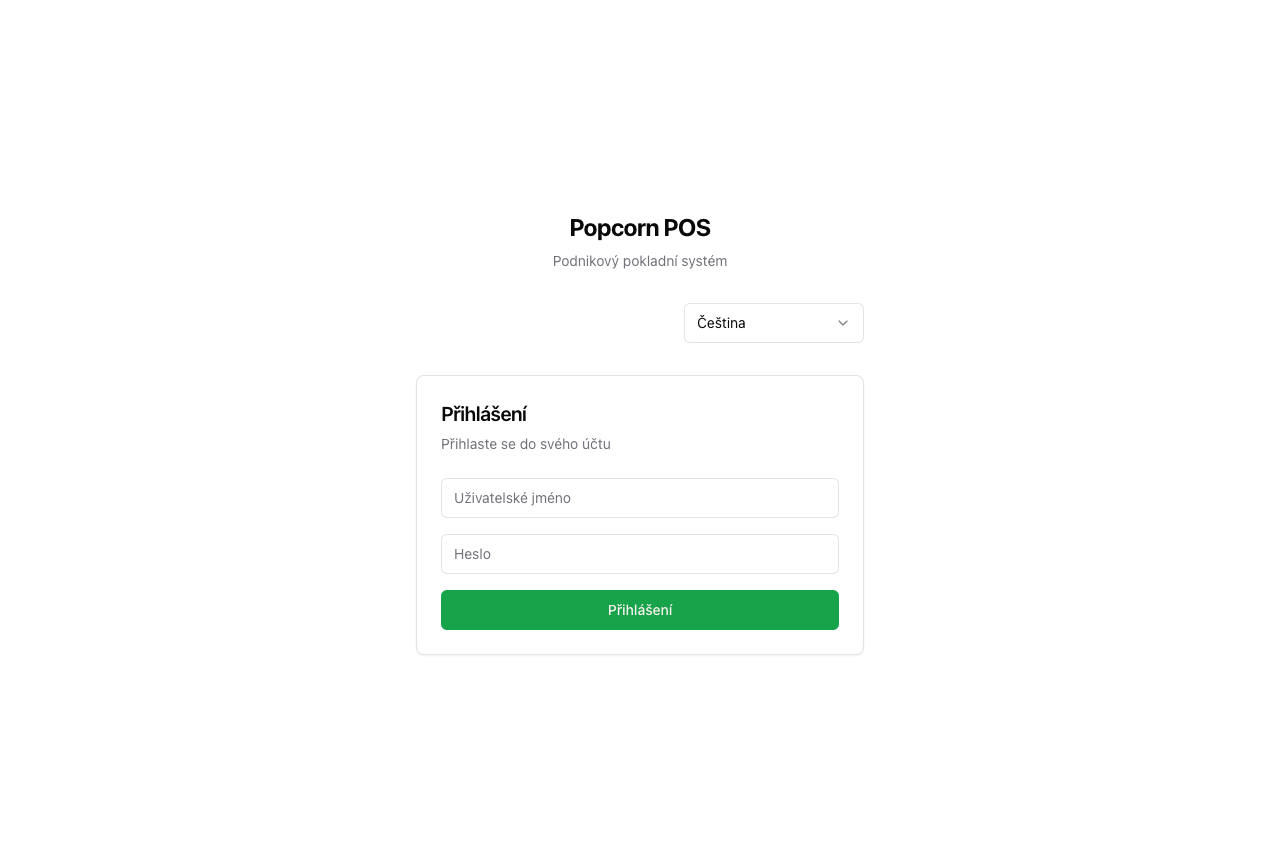 Popcorn POS
Podnikový pokladní systém
Čeština
Přihlášení
Přihlaste se do svého účtu
Uživatelské jméno
Heslo
Přihlášení